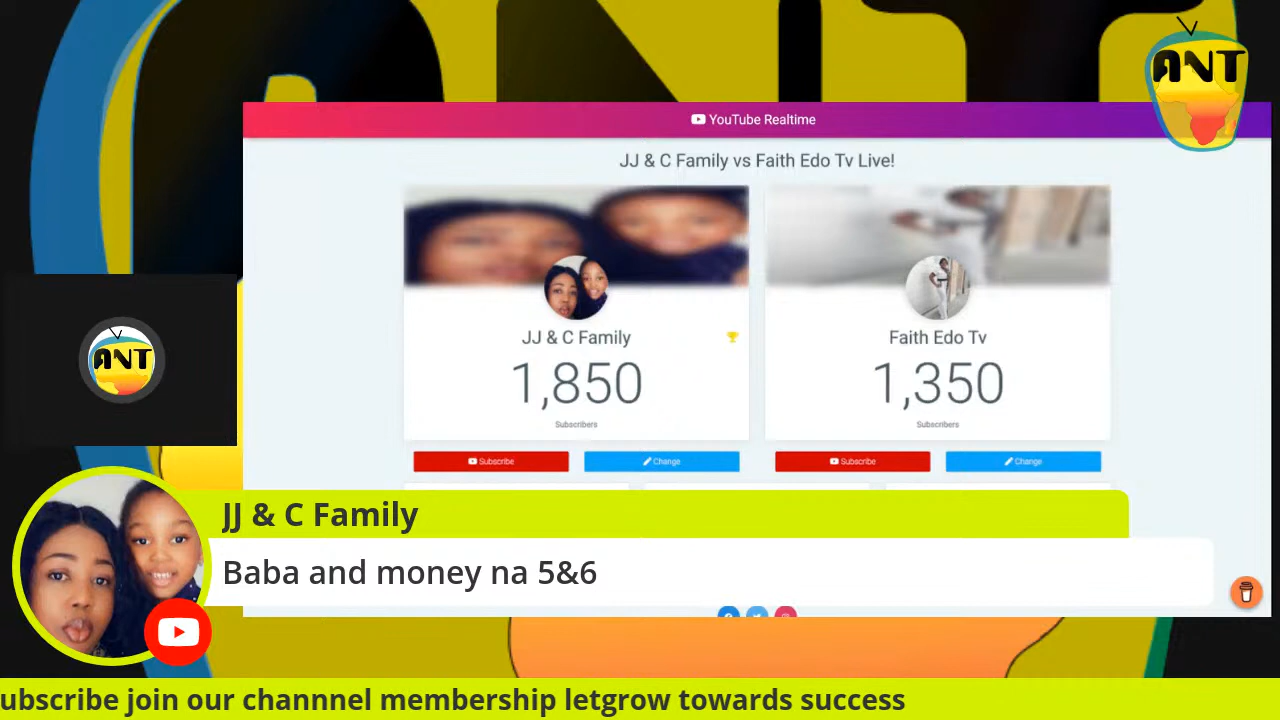 ANT
YouTube Realtime
JJ & C Family vs Faith Edo Tv Live!
JJ & C Family
1,850
Subscribers
Subscribe
Change
Faith Edo Tv
1,350
Subscribers
Subscribe
Change
ANT
JJ & C Family
Baba and money na 5&6
ubscribe join our channnel membership letgrow towards success